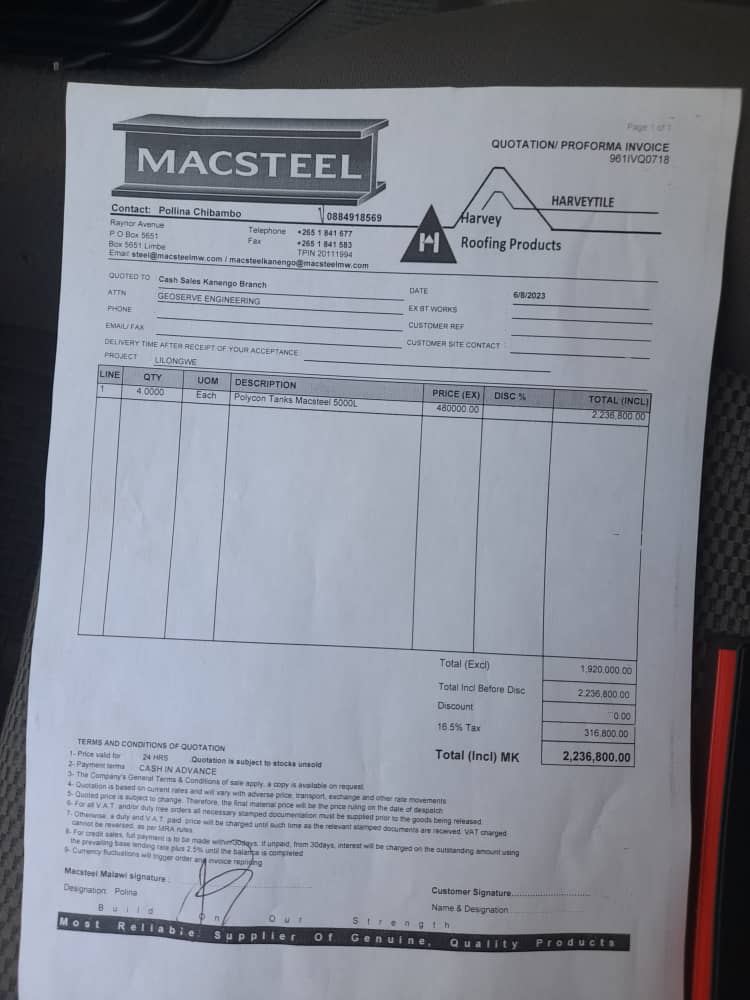 Page 1 of 1
QUOTATION/ PROFORMA INVOICE
961IVQ0718
MACSTEEL
HARVEYTILE
Harvey
Roofing Products
Contact: Pollina Chibambo 0884918569
Raynor Avenue
P O Box 5651
Box 5651 Limbe
Telephone +265 1 841 677
Fax +265 1 841 583
TPIN 20111994
Email: steel@macsteelmw.com / macsteelkanengo@macsteelmw.com
QUOTED TO Cash Sales Kanengo Branch
DATE 6/8/2023
ATTN GEOSERVE ENGINEERING
EX BT WORKS
PHONE
CUSTOMER REF
EMAIL/ FAX
CUSTOMER SITE CONTACT :
DELIVERY TIME AFTER RECEIPT OF YOUR ACCEPTANCE
PROJECT LILONGWE
LINE QTY UOM DESCRIPTION PRICE (EX) DISC % TOTAL (INCL)
1 4.0000 Each Polycon Tanks Macsteel 5000L 480000.00 2,236,800.00
Total (Excl) 1,920,000.00
Total Incl Before Disc 2,236,800.00
Discount 0.00
16.5% Tax 316,800.00
Total (Incl) MK 2,236,800.00
TERMS AND CONDITIONS OF QUOTATION
1- Price valid for 24 HRS .Quotation is subject to stocks unsold
2- Payment terms CASH IN ADVANCE
3- The Company's General Terms & Conditions of sale apply, a copy is available on request.
4- Quotation is based on current rates and will vary with adverse price, transport, exchange and other rate movements
5- Quoted price is subject to change. Therefore, the final material price will be the price ruling on the date of despatch
6- For all V.A.T. and/or duty free orders all necessary stamped documentation must be supplied prior to the goods being released.
7- Otherwise, a duty and V.A.T. paid price will be charged until such time as the relevant stamped documents are received. VAT charged
cannot be reversed, as per MRA rules.
8- For credit sales, full payment is to be made within 30days, if unpaid, from 30days, interest will be charged on the outstanding amount using
the prevailing base lending rate plus 2.5% until the balance is completed
9- Currency fluctuations will trigger order and invoice repricing
Macsteel Malawi signature :
Customer Signature
Designation: Polina
Name & Designation
Build On Our Strength
Most Reliable Supplier Of Genuine, Quality Products